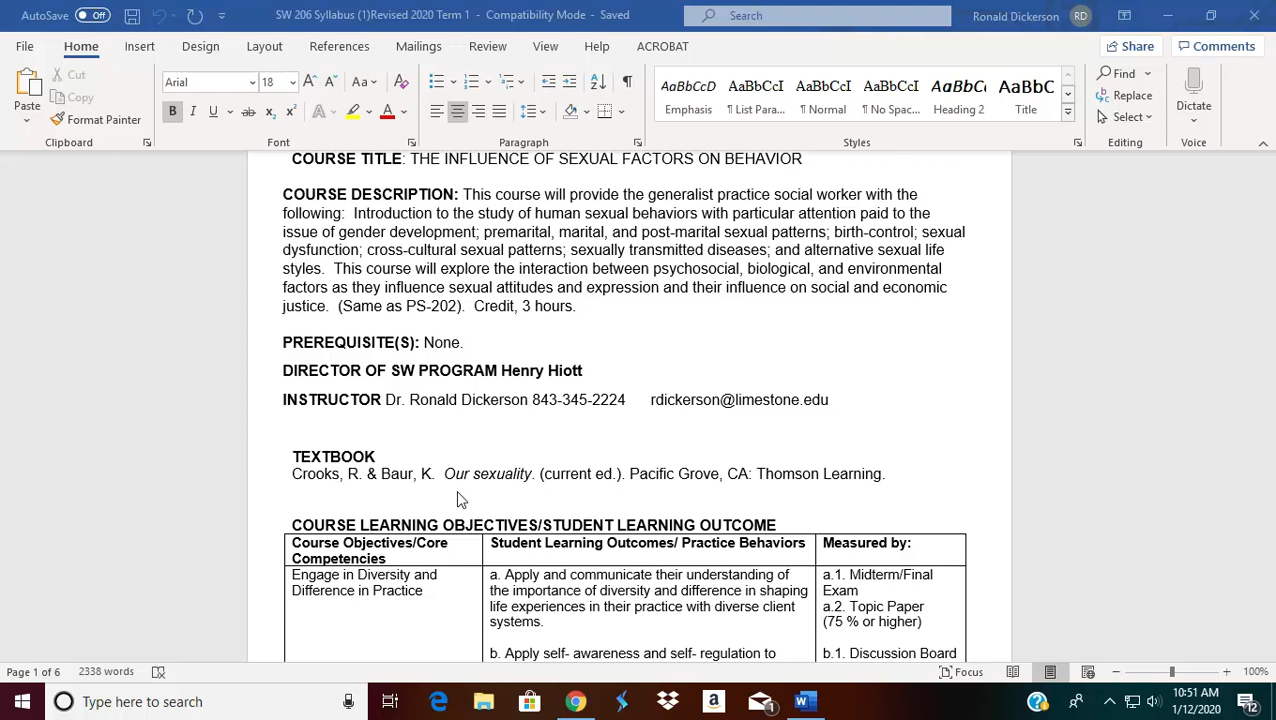 AutoSave Off SW 206 Syllabus (1)Revised 2020 Term 1 - Compatibility Mode - Saved Search Ronald Dickerson RD
File Home Insert Design Layout References Mailings Review View Help ACROBAT Share Comments
Paste Cut Copy Format Painter
Clipboard
Arial 18
Font
Paragraph
AaBbCcD AaBbCcI AaBbCcI AaBbCcI AaBbCc AaBbC
Emphasis ¶ List Para... ¶ Normal ¶ No Spac... Heading 2 Title
Styles
Find
Replace
Select
Editing
Dictate
Voice
COURSE TITLE: THE INFLUENCE OF SEXUAL FACTORS ON BEHAVIOR
COURSE DESCRIPTION: This course will provide the generalist practice social worker with the
following: Introduction to the study of human sexual behaviors with particular attention paid to the
issue of gender development; premarital, marital, and post-marital sexual patterns; birth-control; sexual
dysfunction; cross-cultural sexual patterns; sexually transmitted diseases; and alternative sexual life
styles. This course will explore the interaction between psychosocial, biological, and environmental
factors as they influence sexual attitudes and expression and their influence on social and economic
justice. (Same as PS-202). Credit, 3 hours.
PREREQUISITE(S): None.
DIRECTOR OF SW PROGRAM Henry Hiott
INSTRUCTOR Dr. Ronald Dickerson 843-345-2224 rdickerson@limestone.edu
TEXTBOOK
Crooks, R. & Baur, K. Our sexuality. (current ed.). Pacific Grove, CA: Thomson Learning.
COURSE LEARNING OBJECTIVES/STUDENT LEARNING OUTCOME
Course Objectives/Core
Competencies
Student Learning Outcomes/ Practice Behaviors
Measured by:
Engage in Diversity and
Difference in Practice
a. Apply and communicate their understanding of
the importance of diversity and difference in shaping
life experiences in their practice with diverse client
systems.
b. Apply self- awareness and self- regulation to
a.1. Midterm/Final
Exam
a.2. Topic Paper
(75 % or higher)
b.1. Discussion Board
Page 1 of 6 2338 words Focus 100%
Type here to search
10:51 AM
1/12/2020
1
12